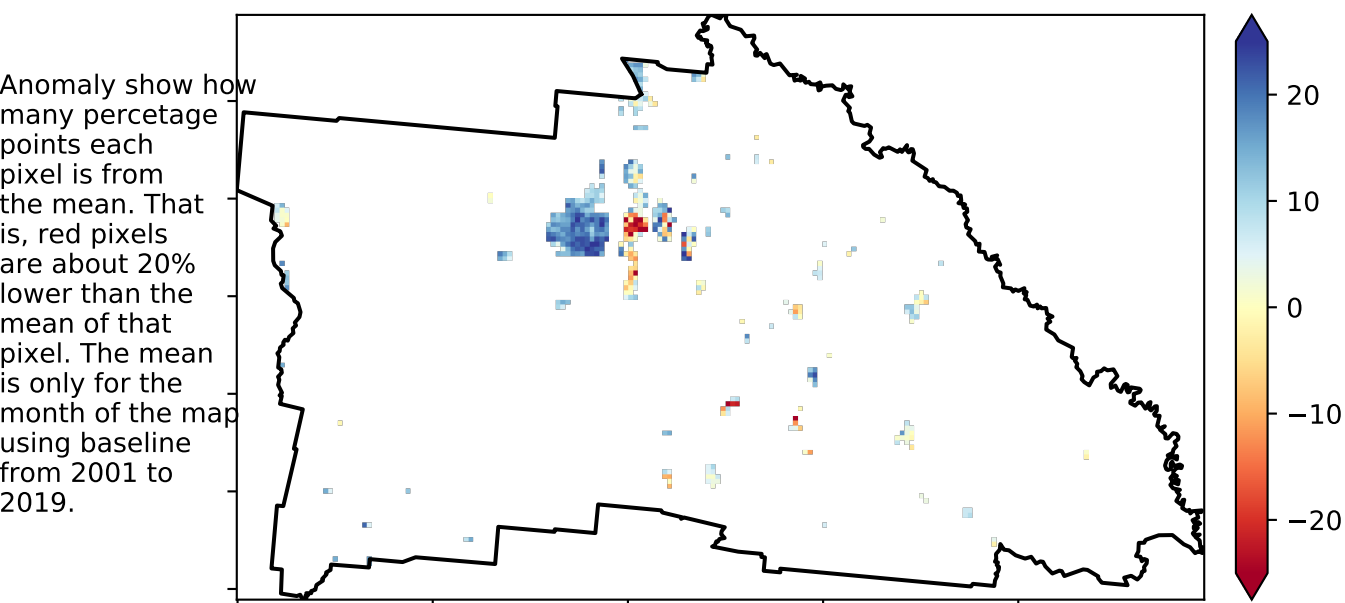 Anomaly show how
many percetage
points each
pixel is from
the mean. That
is, red pixels
are about 20%
lower than the
mean of that
pixel. The mean
is only for the
month of the map
using baseline
from 2001 to
2019.
20
10
0
−10
−20